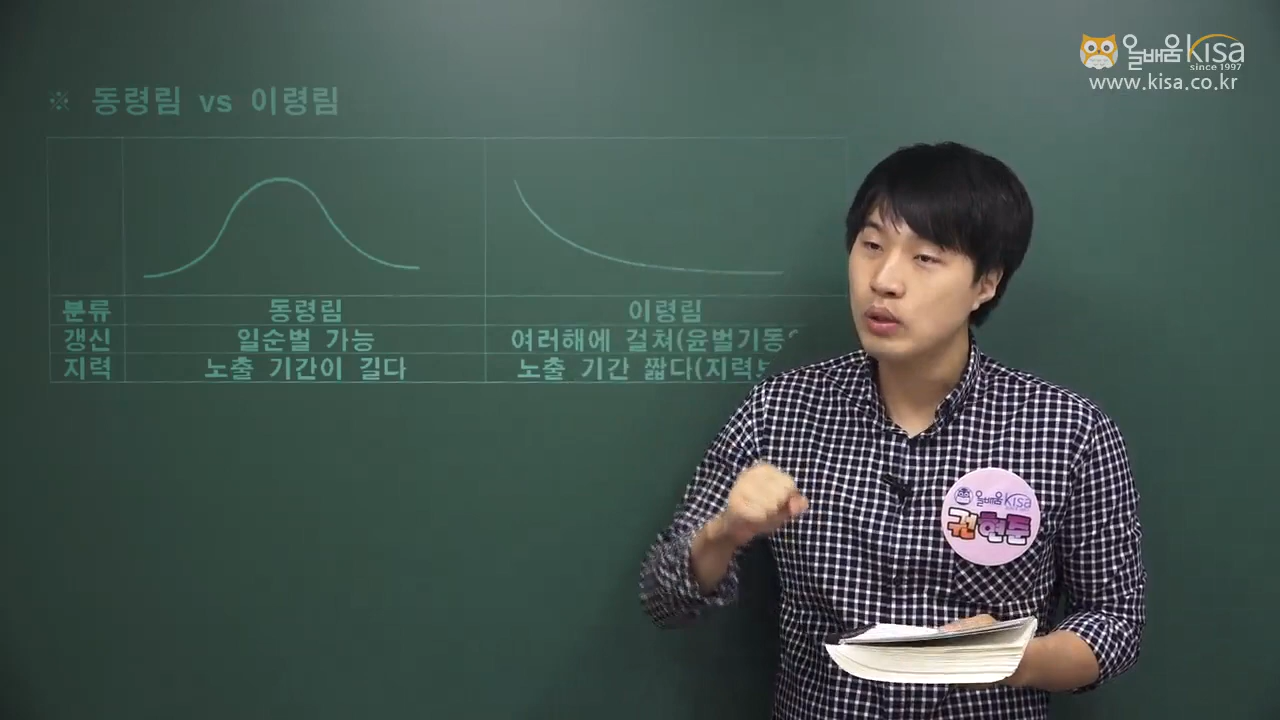 올배움kisa
since 1997
www.kisa.co.kr
※ 동령림 vs 이령림
분류 동령림 이령림
갱신 일순벌 가능 여러해에 걸쳐(윤벌기동
지력 노출 기간이 길다 노출 기간 짧다(지력보
올배움kisa
권현준